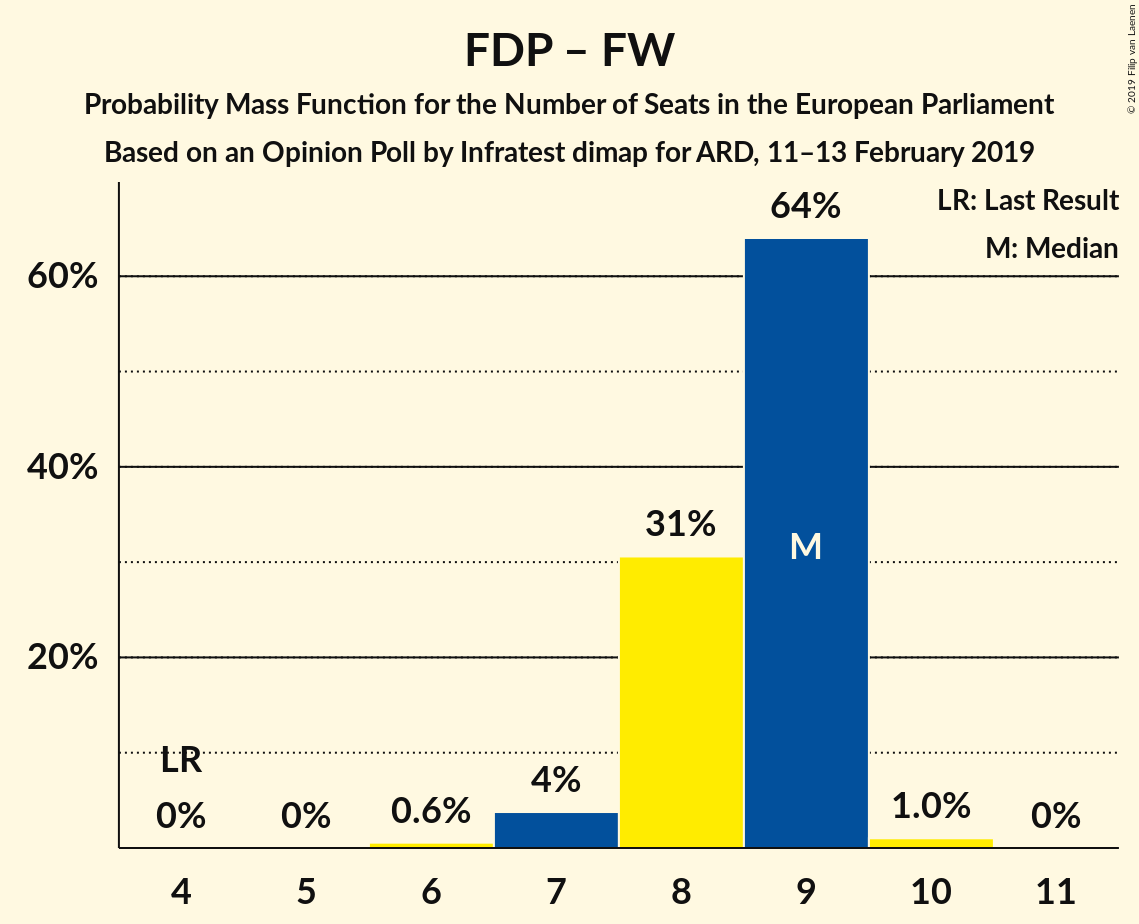 FDP – FW
Probability Mass Function for the Number of Seats in the European Parliament
Based on an Opinion Poll by Infratest dimap for ARD, 11–13 February 2019
© 2019 Filip van Laenen
LR: Last Result
M: Median
64%
60%
40%
31%
M
20%
LR
0%
0%
0.6%
4%
1.0%
0%
4 5 6 7 8 9 10 11